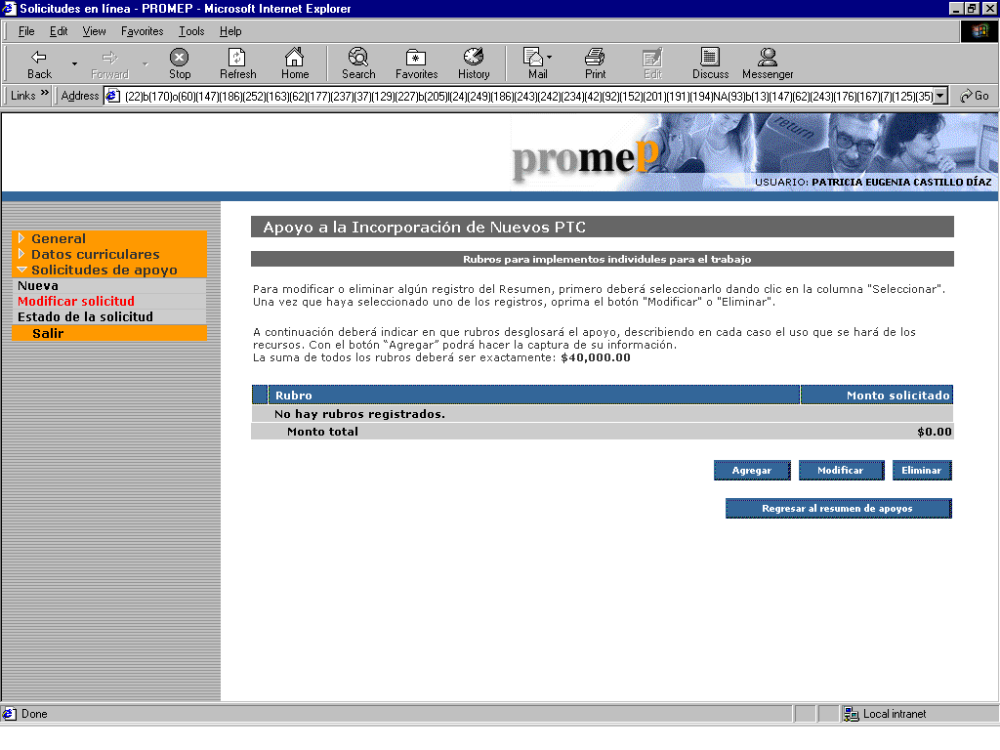 Solicitudes en línea - PROMEP - Microsoft Internet Explorer
File Edit View Favorites Tools Help
Back Forward Stop Refresh Home Search Favorites History Mail Print Edit Discuss Messenger
Links » Address (22)b(170)o(60)(147)(186)(252)(163)(62)(177)(237)(37)(129)(227)b(205)(24)(249)(186)(243)(242)(234)(42)(92)(152)(201)(191)(194)NA(93)b(13)(147)(62)(243)(176)(167)(7)(125)(35) Go
return
promep
USUARIO: PATRICIA EUGENIA CASTILLO DÍAZ
General
Datos curriculares
Solicitudes de apoyo
Nueva
Modificar solicitud
Estado de la solicitud
Salir
Apoyo a la Incorporación de Nuevos PTC
Rubros para implementos individules para el trabajo
Para modificar o eliminar algún registro del Resumen, primero deberá seleccionarlo dando clic en la columna "Seleccionar".
Una vez que haya seleccionado uno de los registros, oprima el botón "Modificar" o "Eliminar".
A continuación deberá indicar en que rubros desglosará el apoyo, describiendo en cada caso el uso que se hará de los
recursos. Con el botón “Agregar” podrá hacer la captura de su información.
La suma de todos los rubros deberá ser exactamente: $40,000.00
Rubro Monto solicitado
No hay rubros registrados.
Monto total $0.00
Agregar Modificar Eliminar
Regresar al resumen de apoyos
Done Local intranet